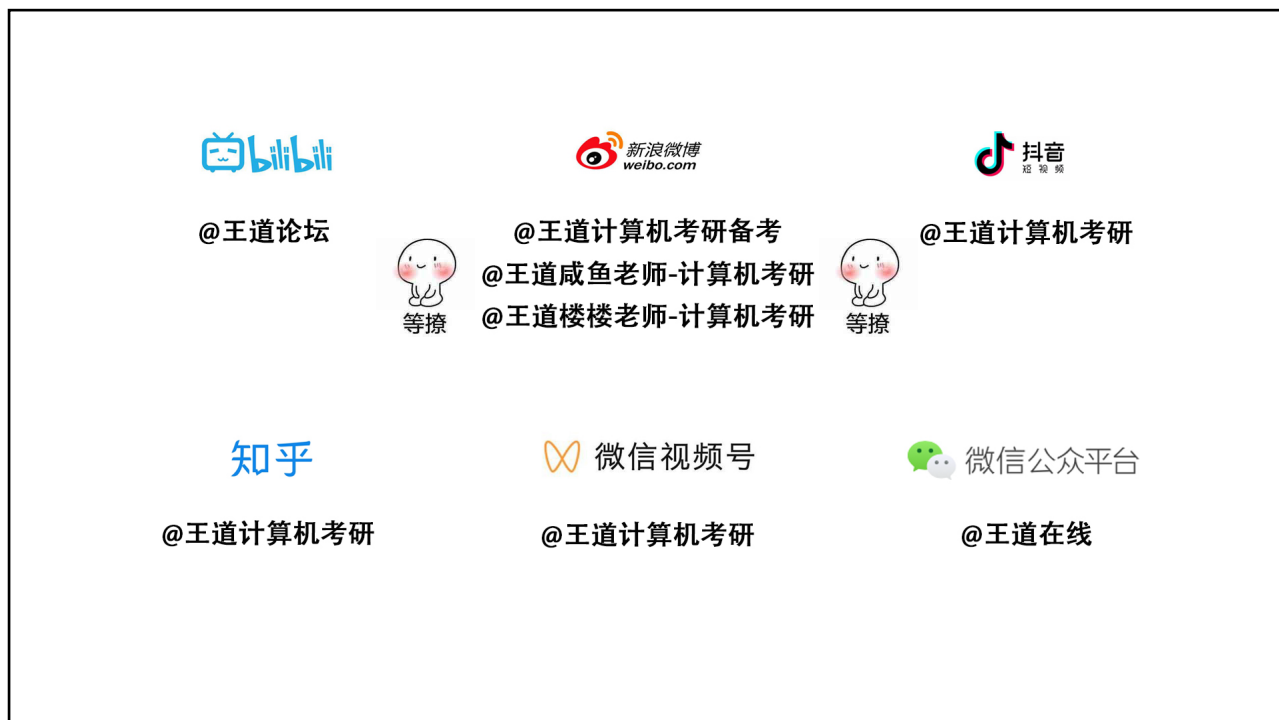 bilibili
新浪微博
weibo.com
抖音
短视频
@王道论坛
@王道计算机考研备考
@王道计算机考研
@王道咸鱼老师-计算机考研
@王道楼楼老师-计算机考研
等撩
等撩
知乎
微信视频号
微信公众平台
@王道计算机考研
@王道计算机考研
@王道在线